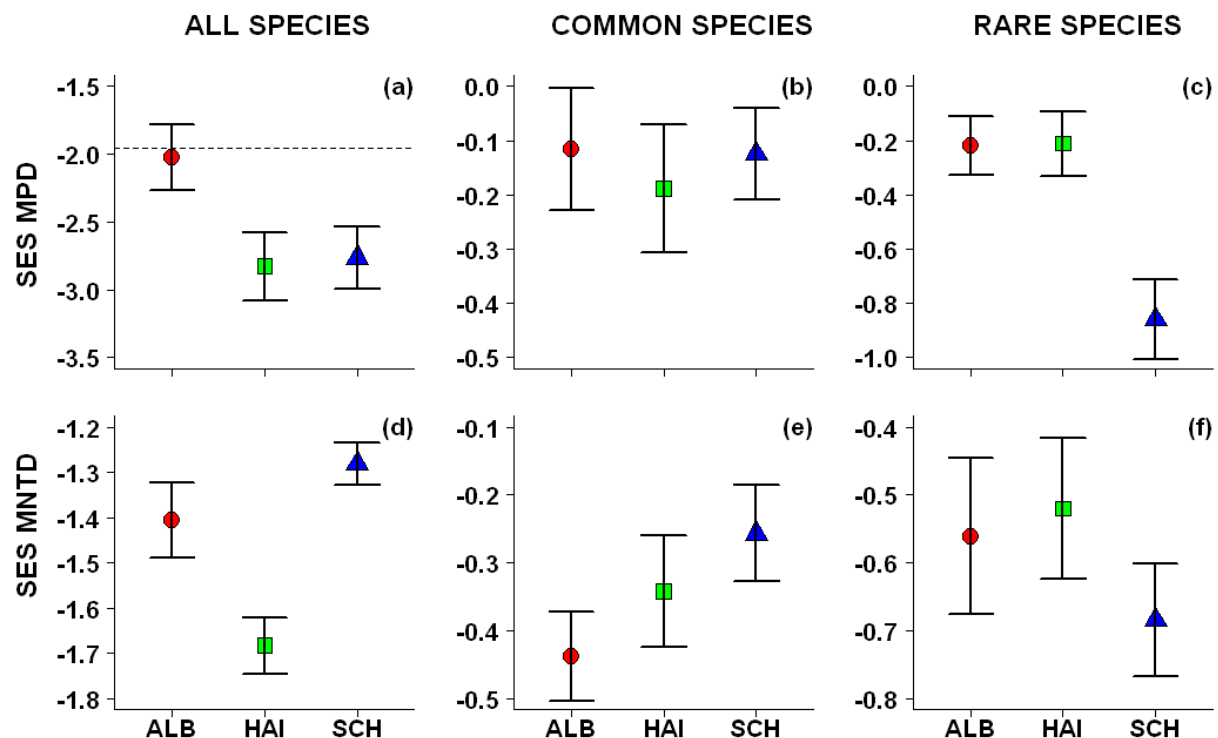 ALL SPECIES
COMMON SPECIES
RARE SPECIES
SES MPD
(a)
-1.5
-2.0
-2.5
-3.0
-3.5
(b)
0.0
-0.1
-0.2
-0.3
-0.4
-0.5
(c)
0.0
-0.2
-0.4
-0.6
-0.8
-1.0
SES MNTD
(d)
-1.2
-1.3
-1.4
-1.5
-1.6
-1.7
-1.8
ALB HAI SCH
(e)
-0.1
-0.2
-0.3
-0.4
-0.5
ALB HAI SCH
(f)
-0.4
-0.5
-0.6
-0.7
-0.8
ALB HAI SCH